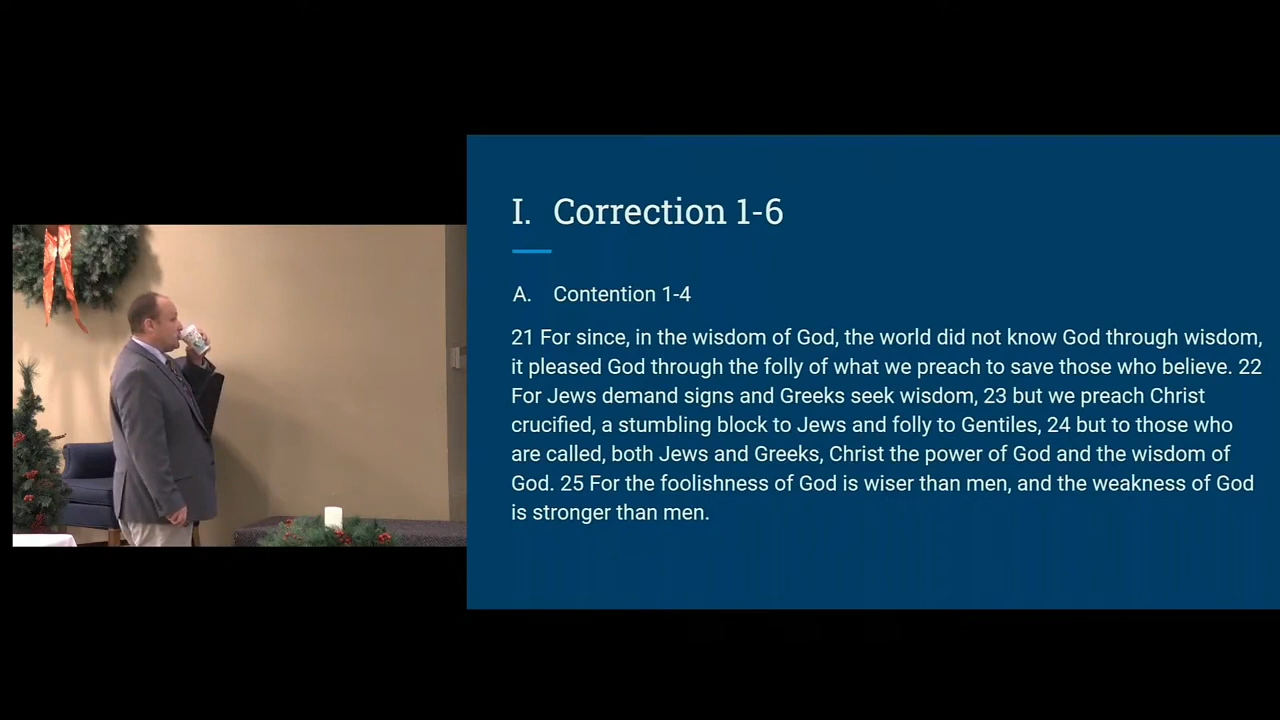 I. Correction 1-6
A. Contention 1-4
21 For since, in the wisdom of God, the world did not know God through wisdom,
it pleased God through the folly of what we preach to save those who believe. 22
For Jews demand signs and Greeks seek wisdom, 23 but we preach Christ
crucified, a stumbling block to Jews and folly to Gentiles, 24 but to those who
are called, both Jews and Greeks, Christ the power of God and the wisdom of
God. 25 For the foolishness of God is wiser than men, and the weakness of God
is stronger than men.